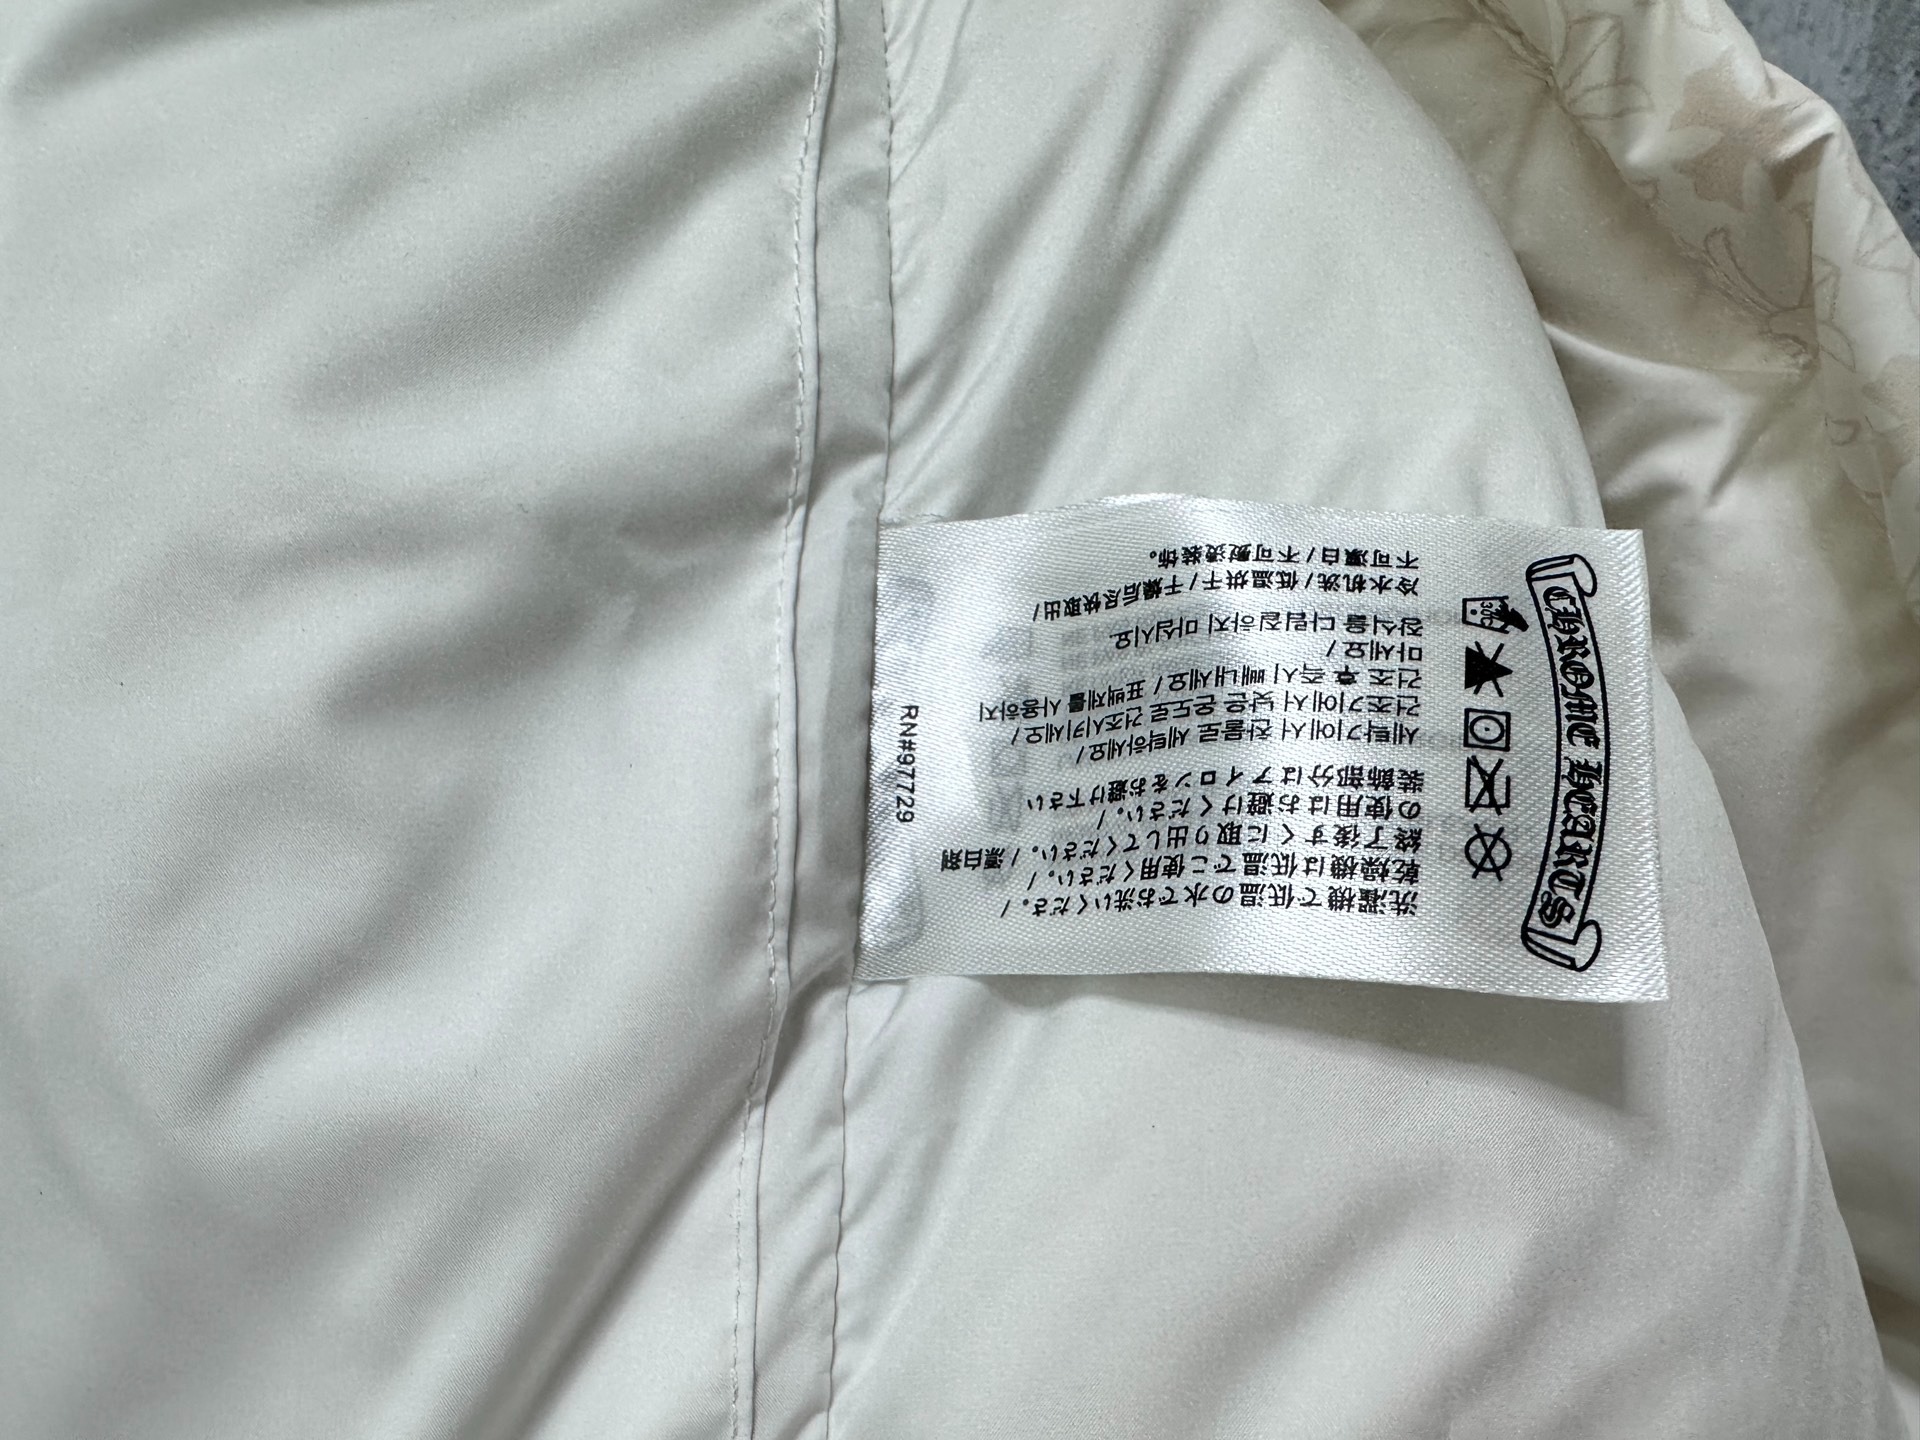 CHROME HEARTS
30C
洗濯機で低温の水でお洗いください。/
乾燥機は低温でご使用ください。/
終了後すぐに取り出してください。/漂白剤
の使用はお避けください。/
装飾部分はアイロンをお避け下さい
세탁기에서 찬물로 세탁하세요/
건조기에서 낮은 온도로 건조시키세요/
건조 후 즉시 빼내세요/표백제를 사용하지
마세요/
장식을 다림질하지 마십시오.
冷水机洗/低温烘干/干燥后尽快取出/
不可漂白/不可熨烫装饰。
RN#97729